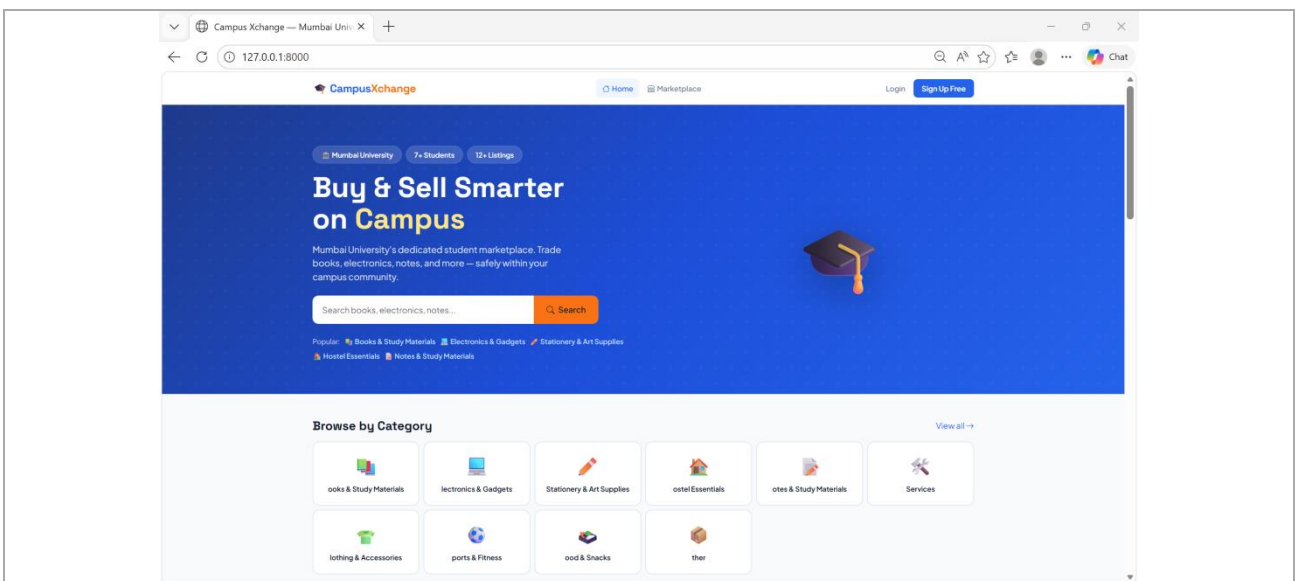 Campus Xchange — Mumbai Univ
127.0.0.1:8000
Chat
CampusXchange
Home Marketplace
Login Sign Up Free
Mumbai University 7+ Students 12+ Listings
Buy & Sell Smarter
on Campus
Mumbai University's dedicated student marketplace. Trade
books, electronics, notes, and more — safely within your
campus community.
Search books, electronics, notes... Search
Popular: Books & Study Materials Electronics & Gadgets Stationery & Art Supplies
Hostel Essentials Notes & Study Materials
Browse by Category View all →
ooks & Study Materials lectronics & Gadgets Stationery & Art Supplies ostel Essentials otes & Study Materials Services
lothing & Accessories ports & Fitness ood & Snacks ther